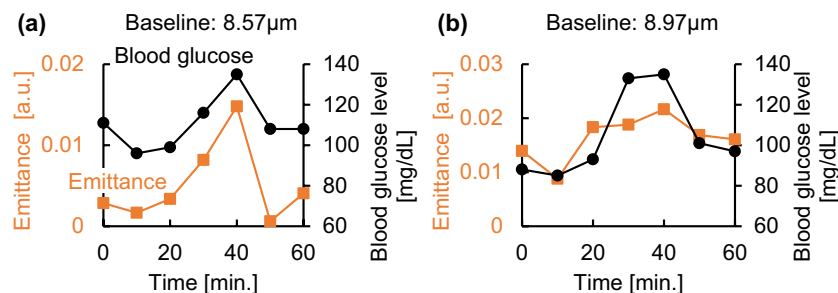 (a) Baseline: 8.57µm
Blood glucose
Emittance
Emittance [a.u.]
0.02
0.01
0
140
120
100
80
60
Blood glucose level
[mg/dL]
0 20 40 60
Time [min.]
(b) Baseline: 8.97µm
Emittance [a.u.]
0.03
0.02
0.01
0
140
120
100
80
60
Blood glucose level
[mg/dL]
0 20 40 60
Time [min.]